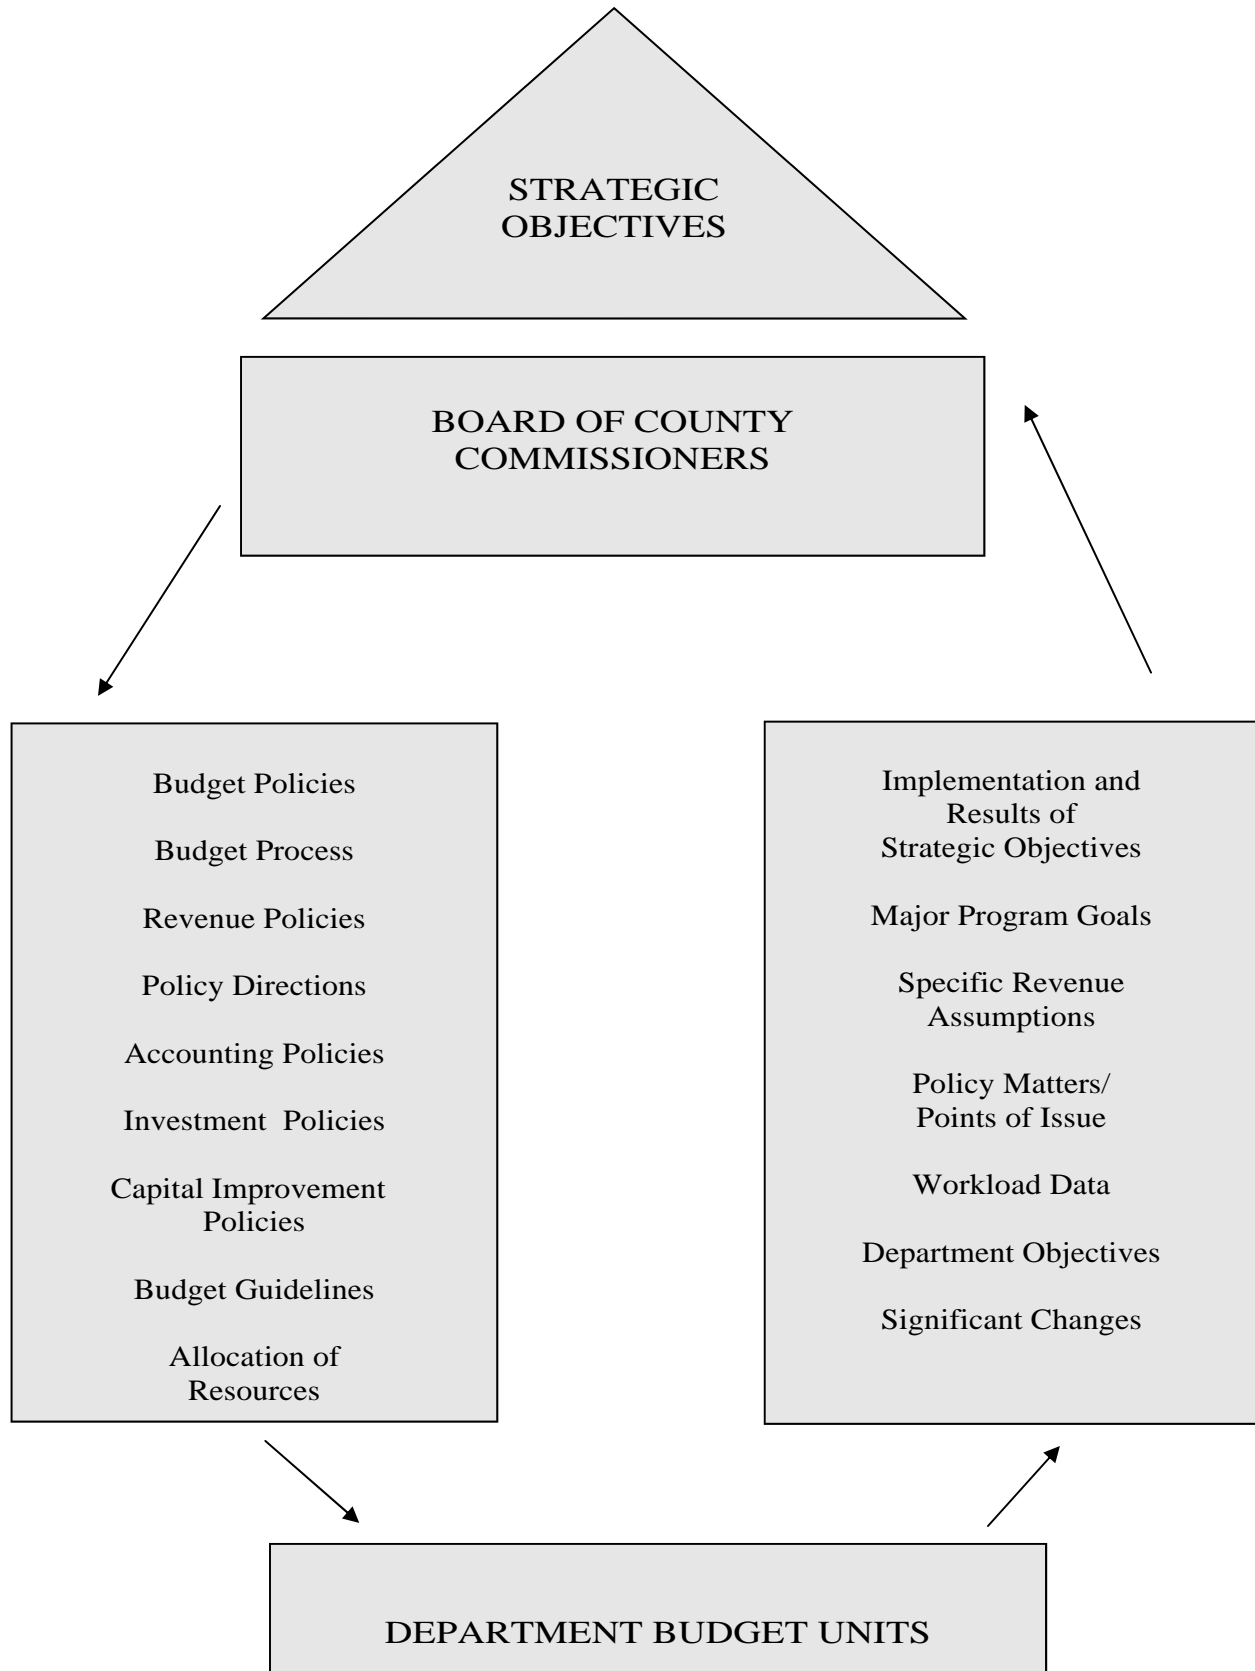 STRATEGIC
OBJECTIVES
BOARD OF COUNTY
COMMISSIONERS
Budget Policies
Budget Process
Revenue Policies
Policy Directions
Accounting Policies
Investment  Policies
Capital Improvement
Policies
Budget Guidelines
Allocation of
Resources
Implementation and
Results of
Strategic Objectives
Major Program Goals
Specific Revenue
Assumptions
Policy Matters/
Points of Issue
Workload Data
Department Objectives
Significant Changes
DEPARTMENT BUDGET UNITS